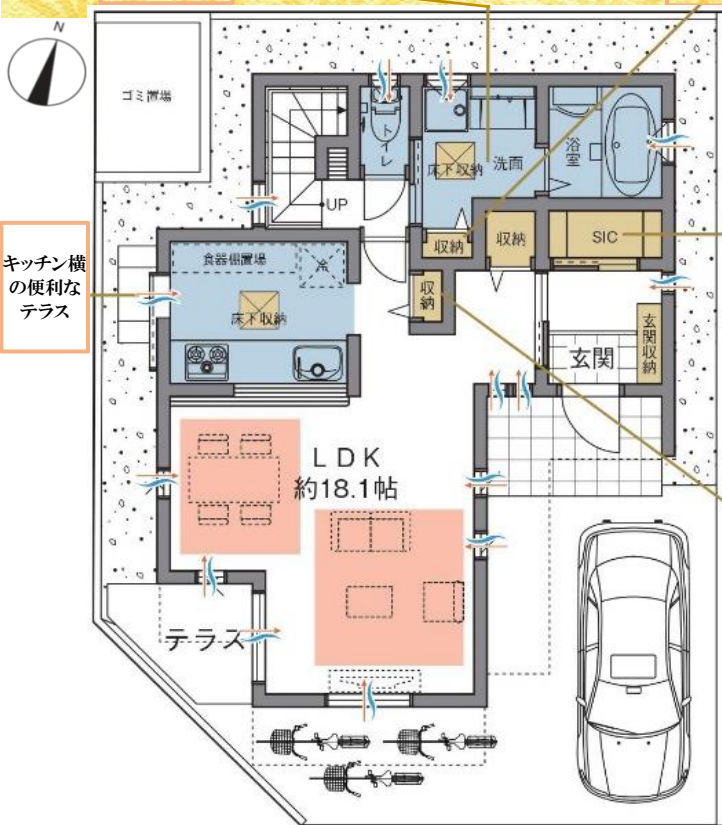 N
ゴミ置場
トイレ
床下収納
洗面
浴室
UP
収納
収納
SIC
キッチン横
の便利な
テラス
食器棚置場
冷
床下収納
収納
玄関収納
玄関
LDK
約18.1帖
テラス